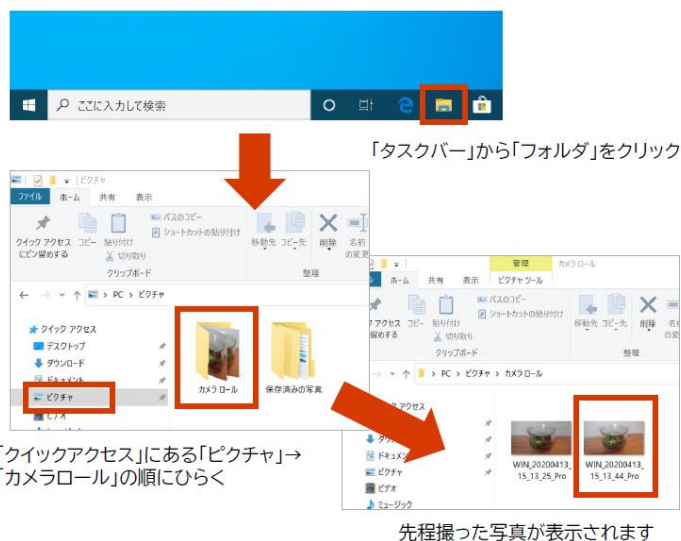 ここに入力して検索
「タスクバー」から「フォルダ」をクリック
ピクチャ
ファイル ホーム 共有 表示
クイック アクセス
にピン留めする
コピー
貼り付け
パスのコピー
ショートカットの貼り付け
切り取り
クリップボード
移動先
コピー先
削除
名前
の変更
整理
PC › ピクチャ
クイック アクセス
デスクトップ
ダウンロード
ドキュメント
ピクチャ
ビデオ
カメラ ロール
保存済みの写真
「クイックアクセス」にある「ピクチャ」→
「カメラロール」の順にひらく
管理 カメラ ロール
ホーム 共有 表示 ピクチャ ツール
コピー
貼り付け
パスのコピー
ショートカットの貼り付け
切り取り
クリップボード
移動先
コピー先
削除
整理
› PC › ピクチャ › カメラ ロール
ドキュメント
ピクチャ
ビデオ
ミュージック
WIN_20200413_
15_13_25_Pro
WIN_20200413_
15_13_44_Pro
先程撮った写真が表示されます